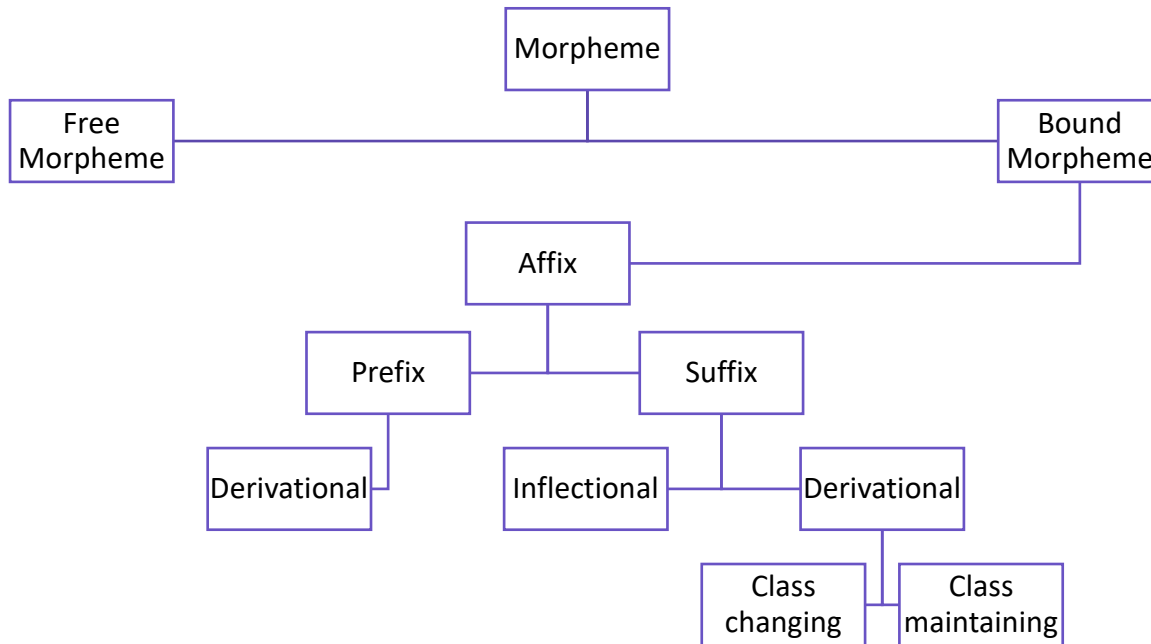 Morpheme
Free
Morpheme
Bound
Morpheme
Affix
Prefix
Suffix
Derivational
Inflectional
Derivational
Class
changing
Class
maintaining